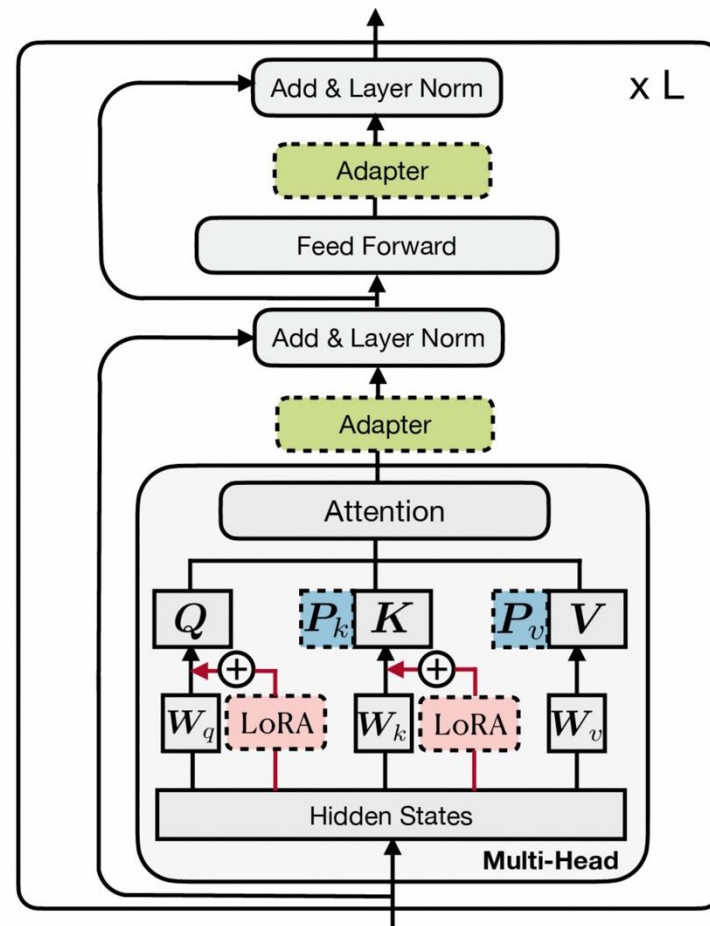 x L
Add & Layer Norm
Adapter
Feed Forward
Add & Layer Norm
Adapter
Attention
Q P_k K P_v V
+ +
W_q LoRA W_k LoRA W_v
Hidden States
Multi-Head